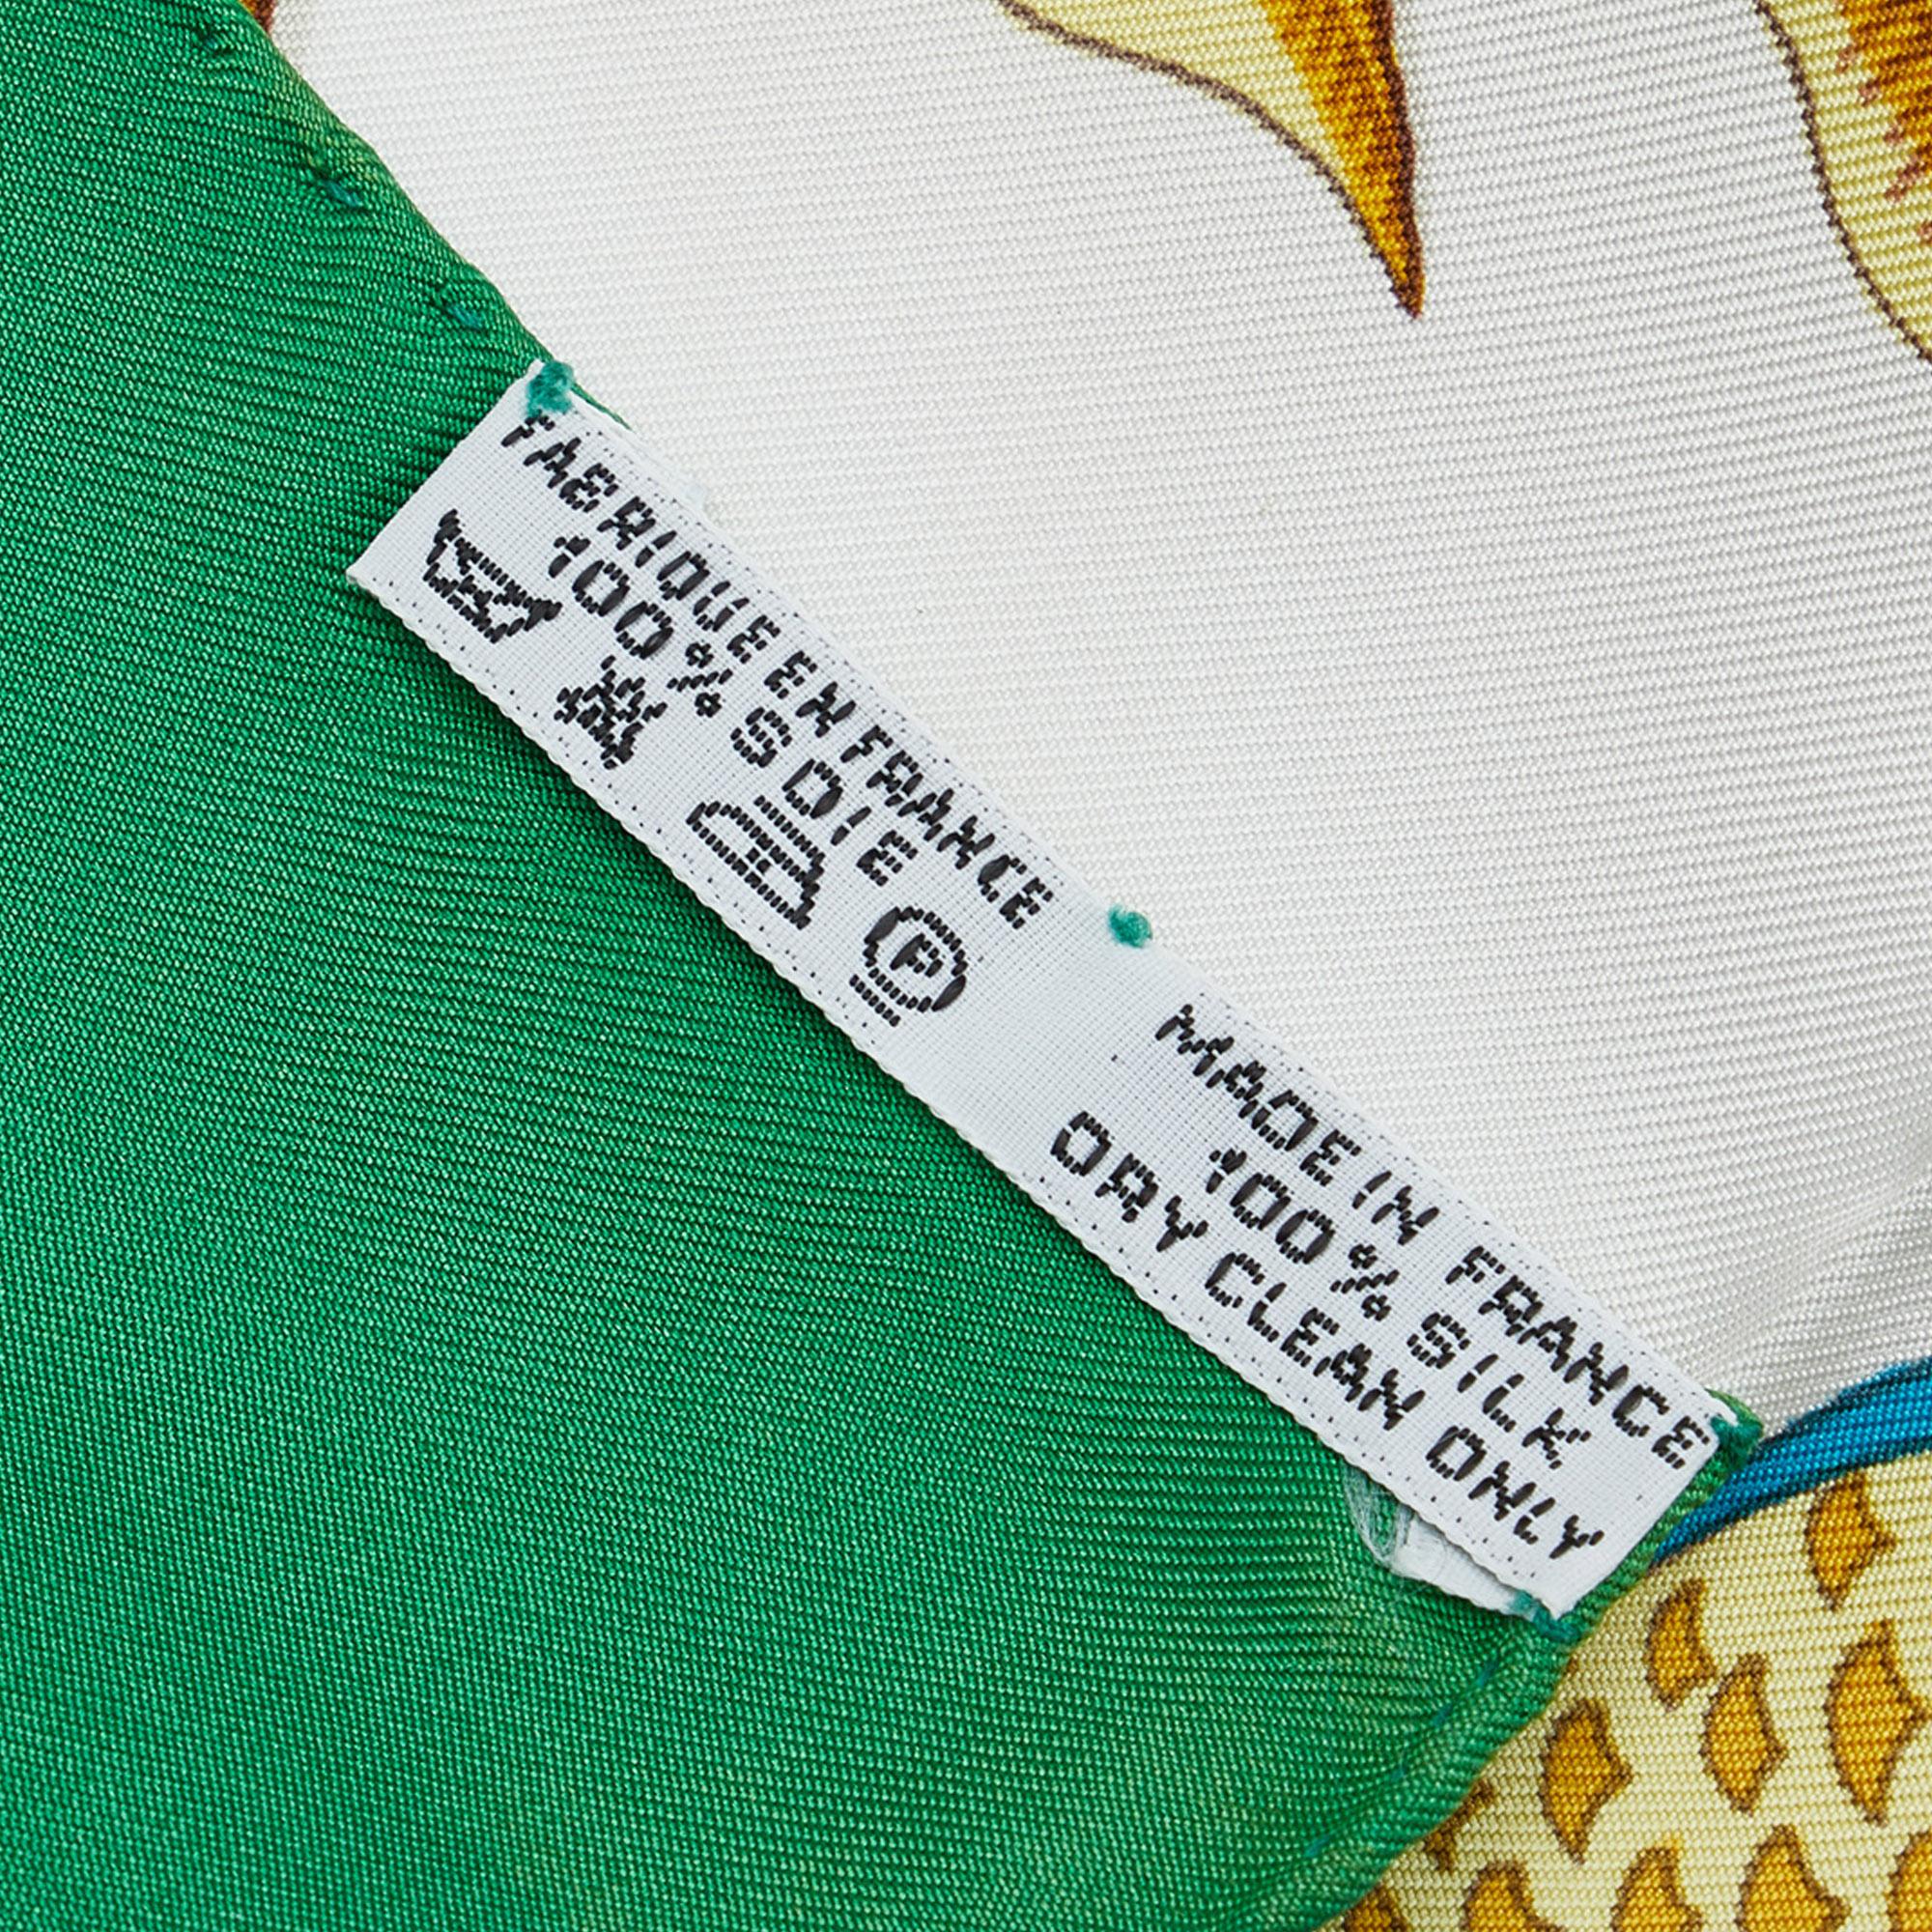 FABRIQUE EN FRANCE
100% SOIE
P
MADE IN FRANCE
100% SILK
DRY CLEAN ONLY